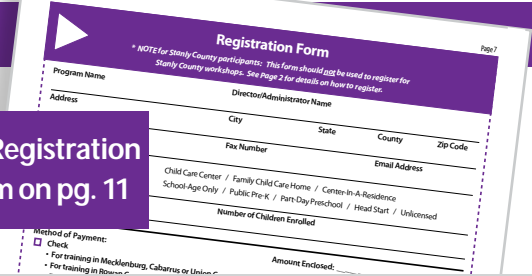 Page 7
Registration Form
* NOTE for Stanly County participants: This form should not be used to register for
Stanly County workshops. See Page 2 for details on how to register.
Program Name
Director/Administrator Name
Address
City
State
County
Zip Code
Fax Number
Email Address
Registration
on pg. 11
Child Care Center / Family Child Care Home / Center-In-A-Residence
School-Age Only / Public Pre-K / Part-Day Preschool / Head Start / Unlicensed
Number of Children Enrolled
Method of Payment:
Check
Amount Enclosed:
• For training in Mecklenburg, Cabarrus or Union
• For training in Rowan